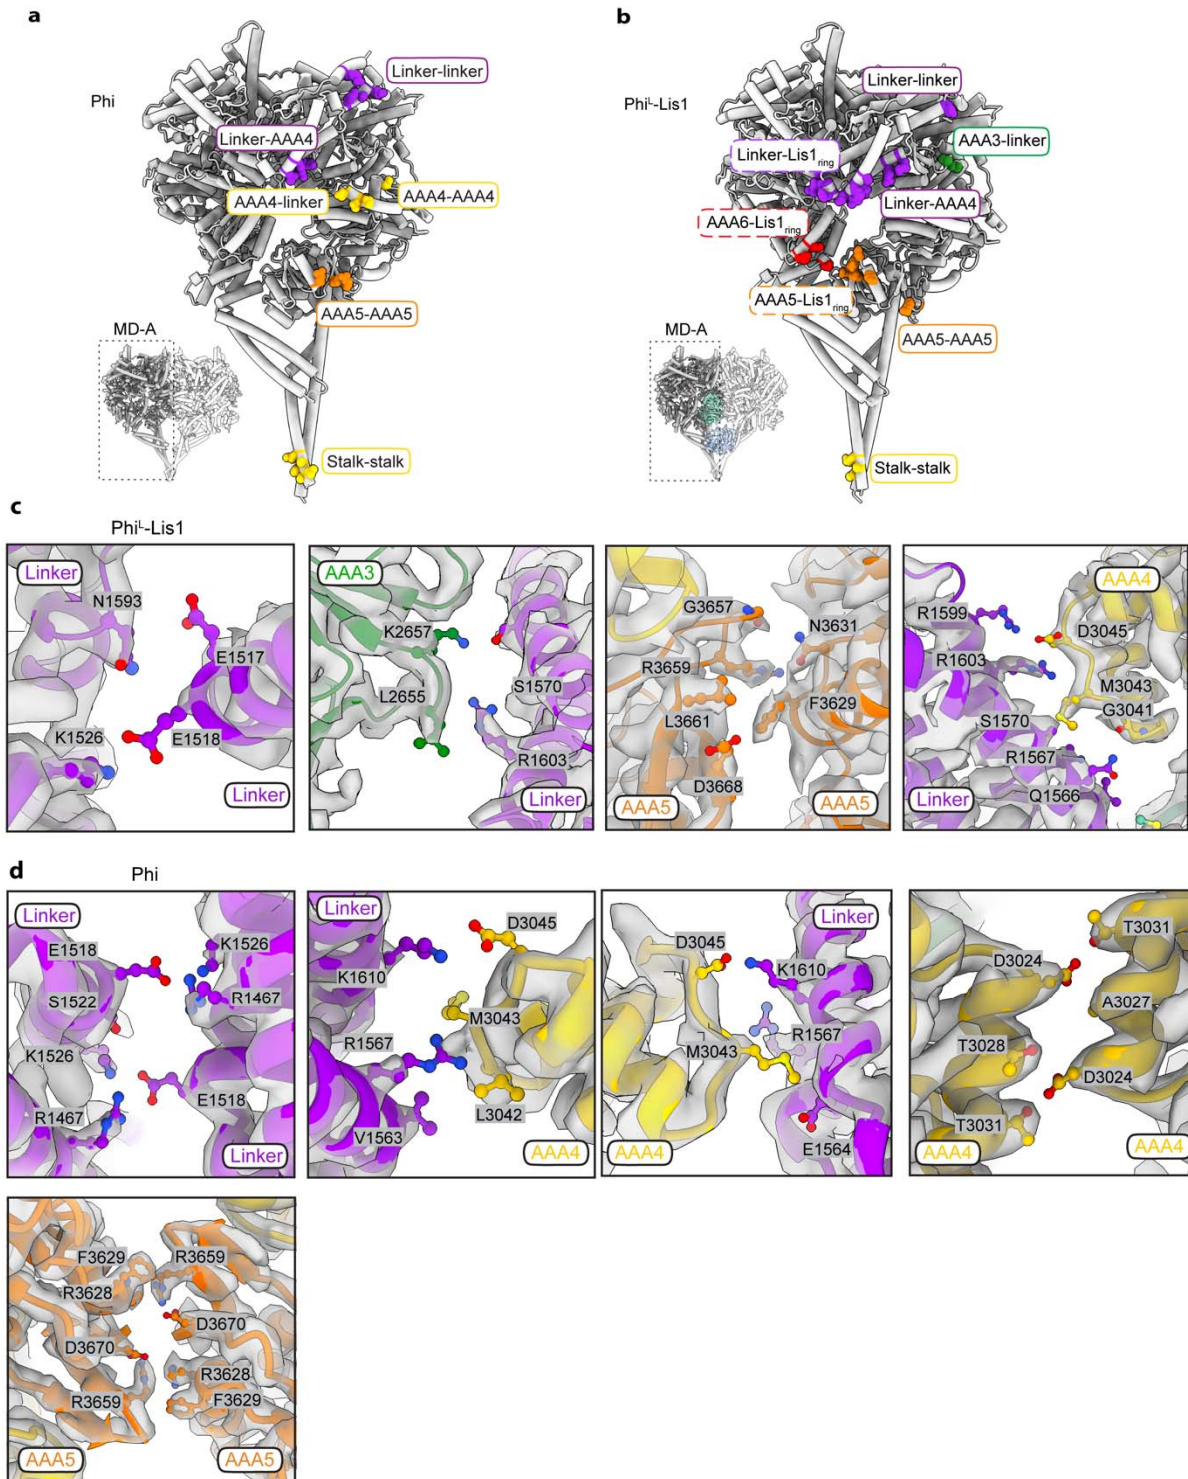 a
Phi
Linker-linker
Linker-AAA4
AAA4-linker
AAA4-AAA4
AAA5-AAA5
MD-A
Stalk-stalk
b
Phiᴸ-Lis1
Linker-linker
AAA3-linker
Linker-Lis1ring
Linker-AAA4
AAA6-Lis1ring
AAA5-Lis1ring
AAA5-AAA5
MD-A
Stalk-stalk
c
Phiᴸ-Lis1
Linker
N1593
E1517
E1518
K1526
Linker
AAA3
K2657
L2655
S1570
R1603
Linker
G3657
N3631
R3659
L3661
F3629
D3668
AAA5
AAA5
AAA4
R1599
D3045
R1603
M3043
S1570
G3041
R1567
Q1566
Linker
d
Phi
Linker
E1518
K1526
R1467
S1522
K1526
R1467
E1518
Linker
Linker
D3045
K1610
M3043
R1567
L3042
V1563
AAA4
Linker
D3045
K1610
R1567
M3043
E1564
AAA4
T3031
D3024
A3027
T3028
D3024
T3031
AAA4
AAA4
F3629
R3659
R3628
D3670
D3670
R3628
R3659
F3629
AAA5
AAA5